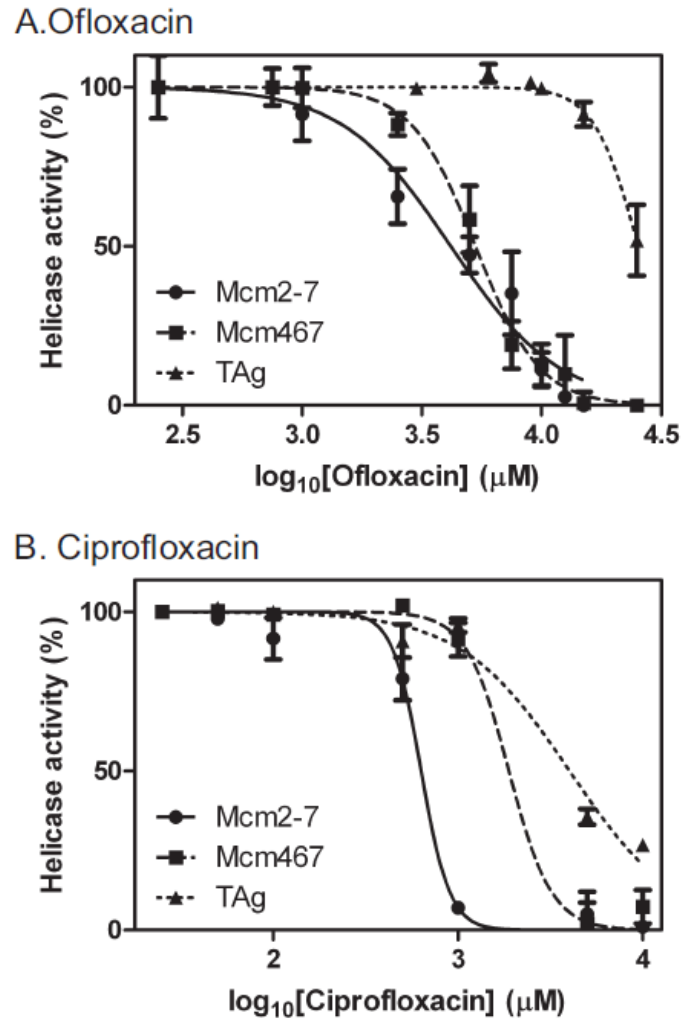 A.Ofloxacin
Helicase activity (%)
100
50
0
Mcm2-7
Mcm467
TAg
2.5 3.0 3.5 4.0 4.5
log₁₀[Ofloxacin] (μM)
B. Ciprofloxacin
Helicase activity (%)
100
50
0
Mcm2-7
Mcm467
TAg
2 3 4
log₁₀[Ciprofloxacin] (μM)